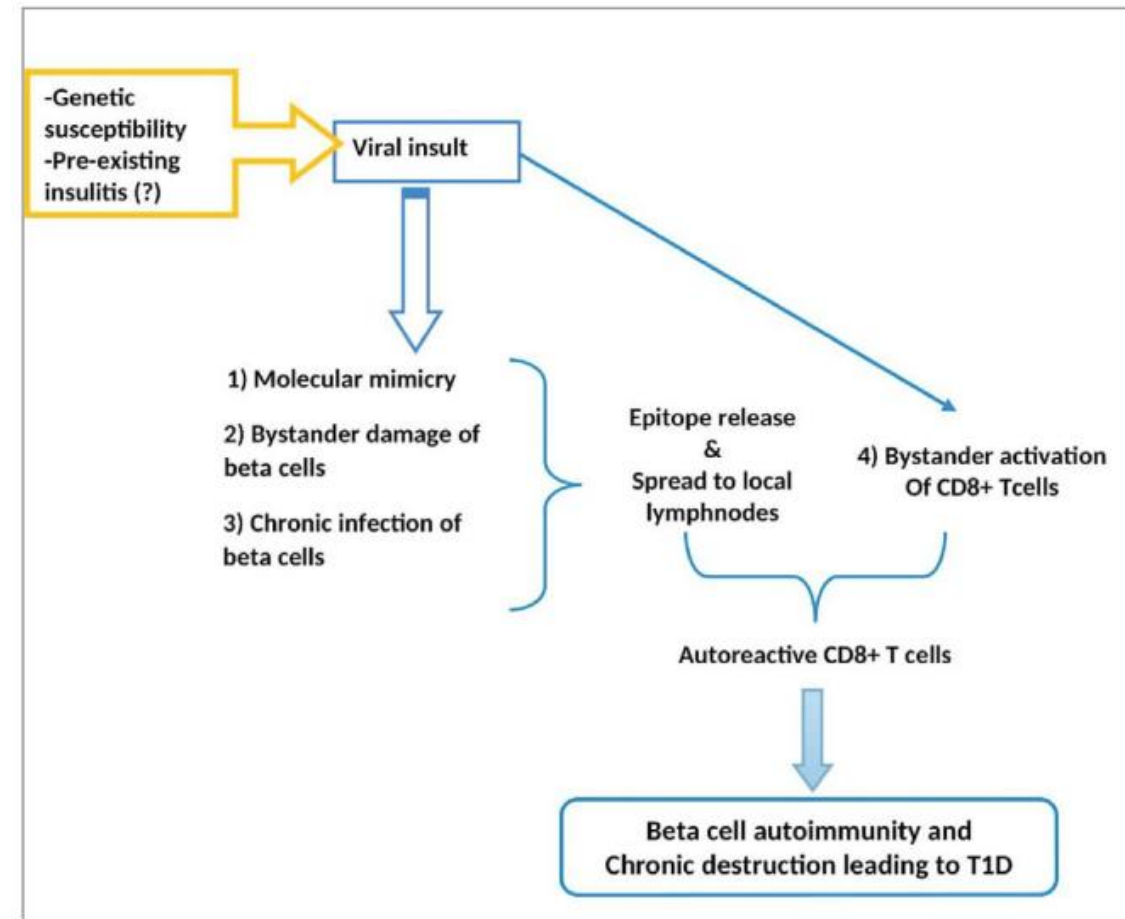 -Genetic
susceptibility
-Pre-existing
insulitis (?)
Viral insult
1) Molecular mimicry
2) Bystander damage of
beta cells
3) Chronic infection of
beta cells
Epitope release
&
Spread to local
lymphnodes
4) Bystander activation
Of CD8+ Tcells
Autoreactive CD8+ T cells
Beta cell autoimmunity and
Chronic destruction leading to T1D